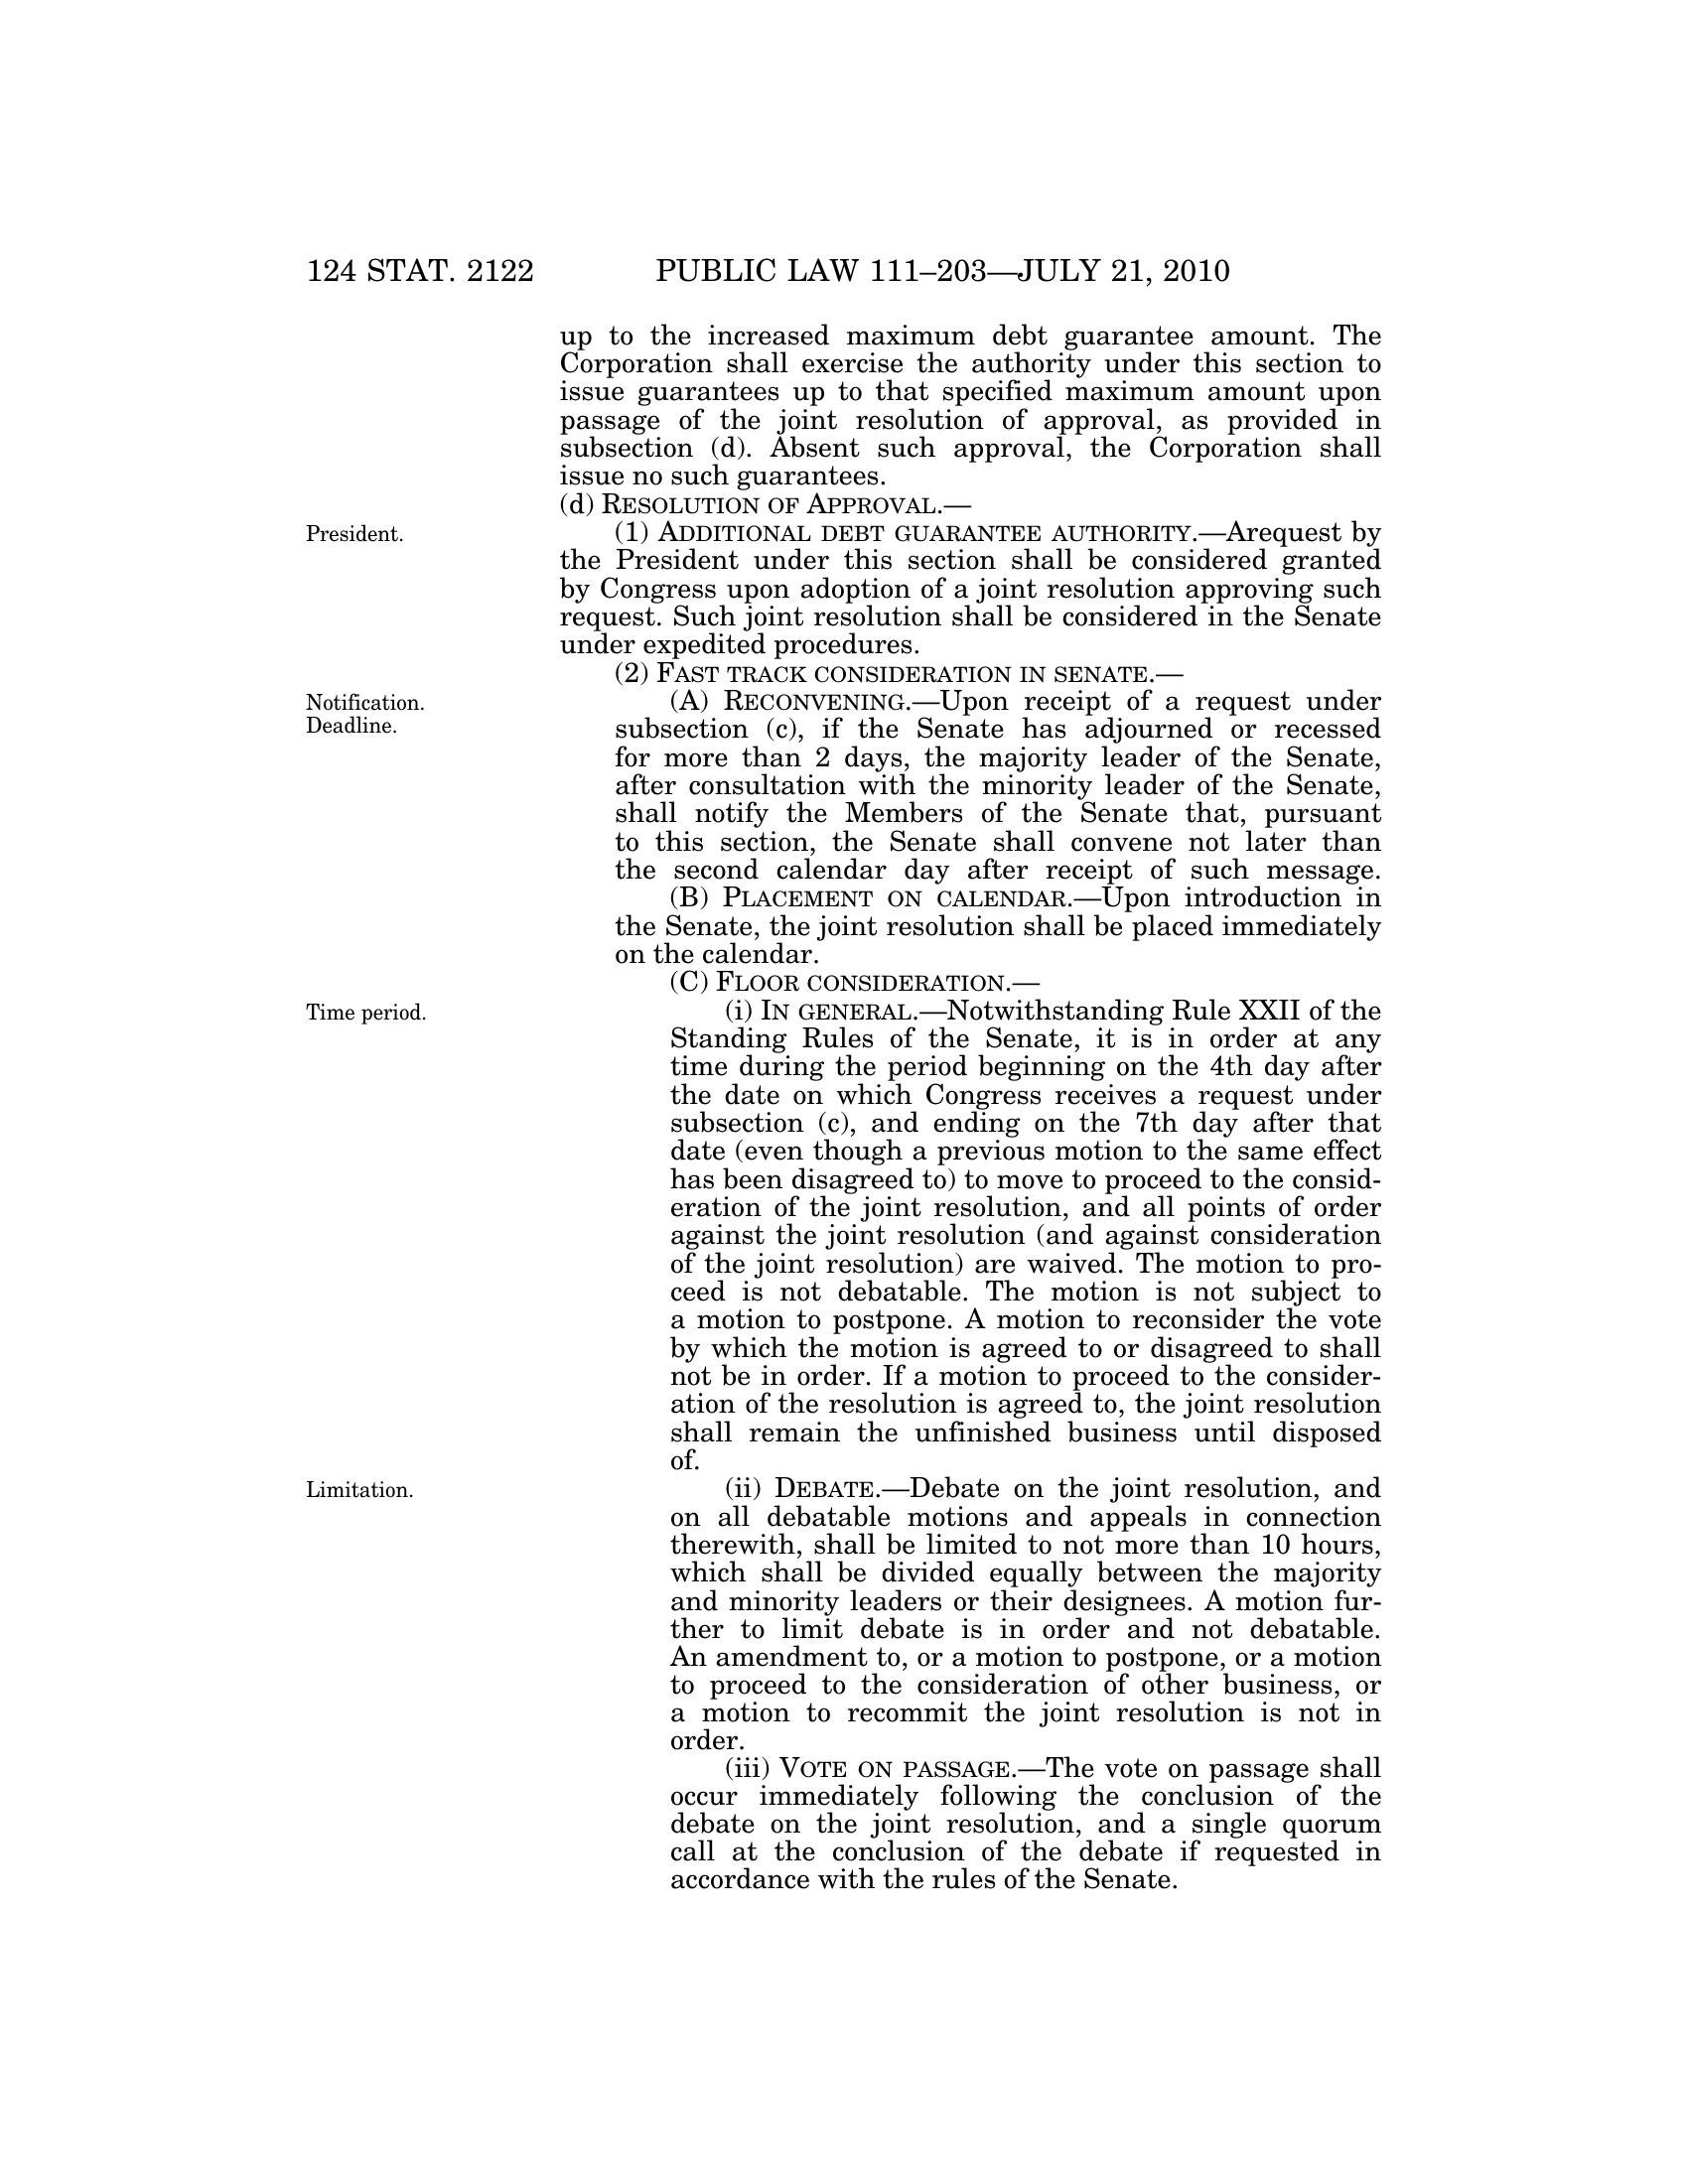 124 STAT. 2122 PUBLIC LAW 111–203—JULY 21, 2010
up to the increased maximum debt guarantee amount. The
Corporation shall exercise the authority under this section to
issue guarantees up to that specified maximum amount upon
passage of the joint resolution of approval, as provided in
subsection (d). Absent such approval, the Corporation shall
issue no such guarantees.
(d) RESOLUTION OF APPROVAL.—
President.
(1) ADDITIONAL DEBT GUARANTEE AUTHORITY.—Arequest by
the President under this section shall be considered granted
by Congress upon adoption of a joint resolution approving such
request. Such joint resolution shall be considered in the Senate
under expedited procedures.
(2) FAST TRACK CONSIDERATION IN SENATE.—
Notification.
Deadline.
(A) RECONVENING.—Upon receipt of a request under
subsection (c), if the Senate has adjourned or recessed
for more than 2 days, the majority leader of the Senate,
after consultation with the minority leader of the Senate,
shall notify the Members of the Senate that, pursuant
to this section, the Senate shall convene not later than
the second calendar day after receipt of such message.
(B) PLACEMENT ON CALENDAR.—Upon introduction in
the Senate, the joint resolution shall be placed immediately
on the calendar.
(C) FLOOR CONSIDERATION.—
Time period.
(i) IN GENERAL.—Notwithstanding Rule XXII of the
Standing Rules of the Senate, it is in order at any
time during the period beginning on the 4th day after
the date on which Congress receives a request under
subsection (c), and ending on the 7th day after that
date (even though a previous motion to the same effect
has been disagreed to) to move to proceed to the consid-
eration of the joint resolution, and all points of order
against the joint resolution (and against consideration
of the joint resolution) are waived. The motion to pro-
ceed is not debatable. The motion is not subject to
a motion to postpone. A motion to reconsider the vote
by which the motion is agreed to or disagreed to shall
not be in order. If a motion to proceed to the consider-
ation of the resolution is agreed to, the joint resolution
shall remain the unfinished business until disposed
of.
Limitation.
(ii) DEBATE.—Debate on the joint resolution, and
on all debatable motions and appeals in connection
therewith, shall be limited to not more than 10 hours,
which shall be divided equally between the majority
and minority leaders or their designees. A motion fur-
ther to limit debate is in order and not debatable.
An amendment to, or a motion to postpone, or a motion
to proceed to the consideration of other business, or
a motion to recommit the joint resolution is not in
order.
(iii) VOTE ON PASSAGE.—The vote on passage shall
occur immediately following the conclusion of the
debate on the joint resolution, and a single quorum
call at the conclusion of the debate if requested in
accordance with the rules of the Senate.